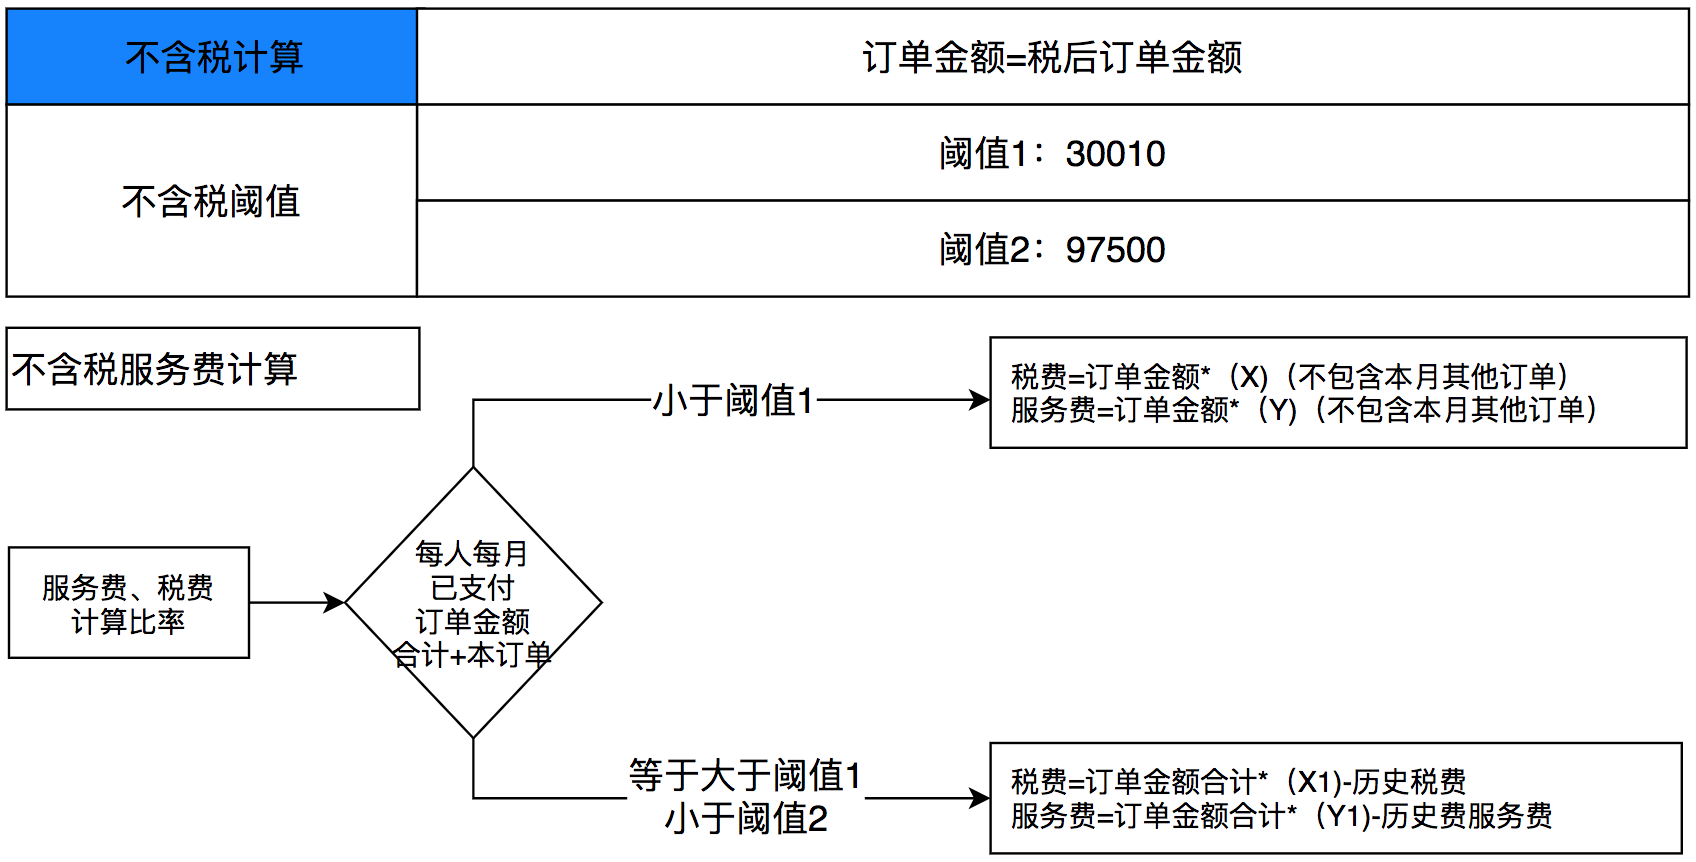 不含税计算
订单金额=税后订单金额
不含税阈值
阈值1：30010
阈值2：97500
不含税服务费计算
小于阈值1
税费=订单金额*（X)（不包含本月其他订单）
服务费=订单金额*（Y)（不包含本月其他订单）
服务费、税费
计算比率
每人每月
已支付
订单金额
合计+本订单
等于大于阈值1
小于阈值2
税费=订单金额合计*（X1)-历史税费
服务费=订单金额合计*（Y1)-历史费服务费